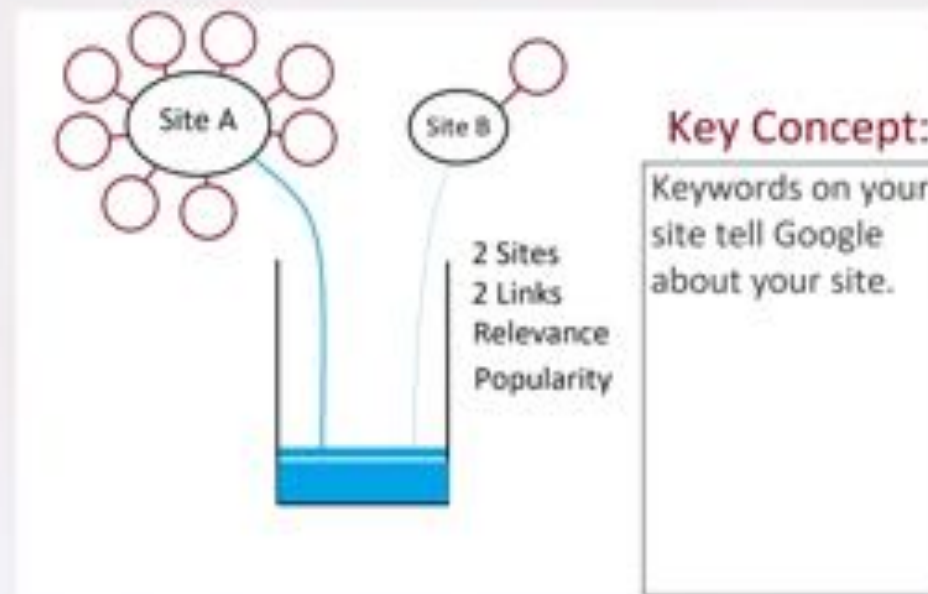 Site A
Site B
2 Sites
2 Links
Relevance
Popularity
Key Concept:
Keywords on your
site tell Google
about your site.